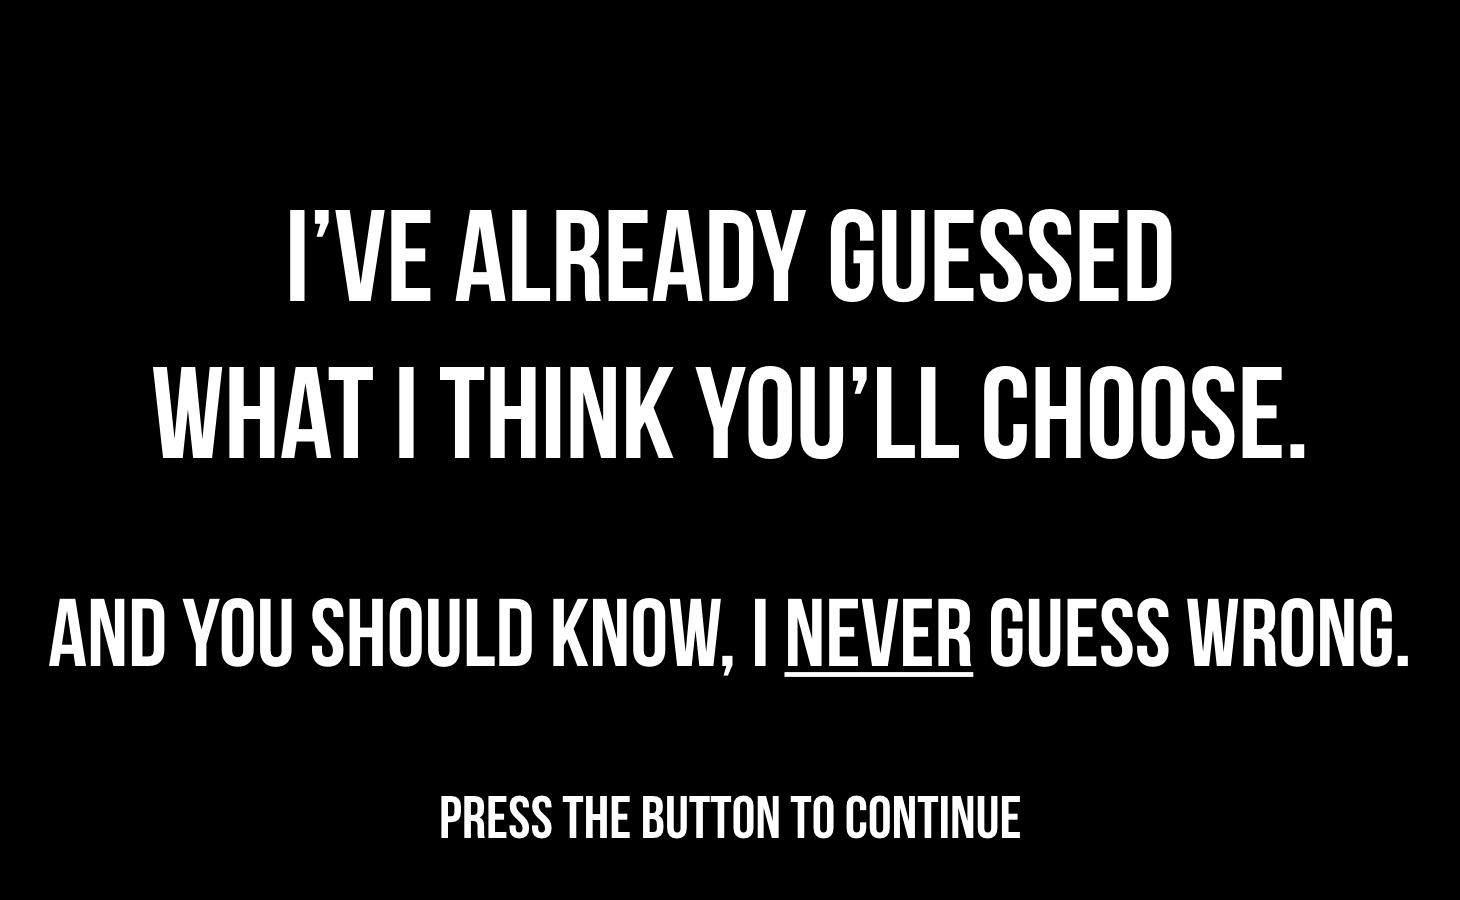 I’VE ALREADY GUESSED
WHAT I THINK YOU’LL CHOOSE.
AND YOU SHOULD KNOW, I NEVER GUESS WRONG.
PRESS THE BUTTON TO CONTINUE